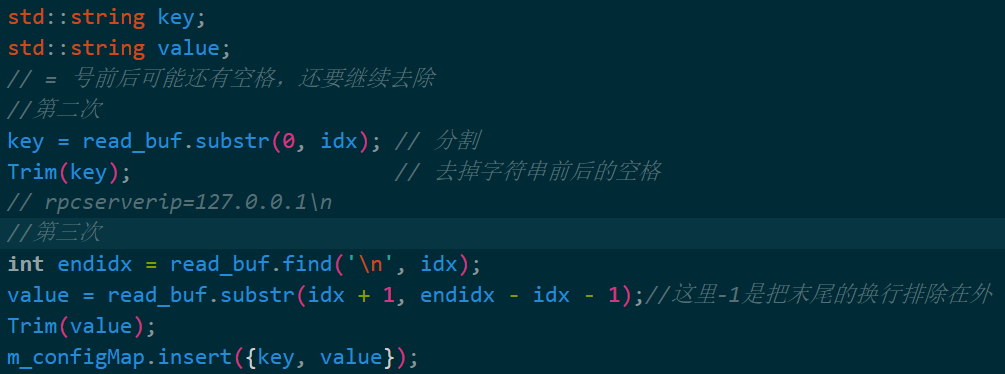 std::string key;
std::string value;
// = 号前后可能还有空格，还要继续去除
//第二次
key = read_buf.substr(0, idx); // 分割
Trim(key);                     // 去掉字符串前后的空格
// rpcserverip=127.0.0.1\n
//第三次
int endidx = read_buf.find('\n', idx);
value = read_buf.substr(idx + 1, endidx - idx - 1);//这里-1是把末尾的换行排除在外
Trim(value);
m_configMap.insert({key, value});